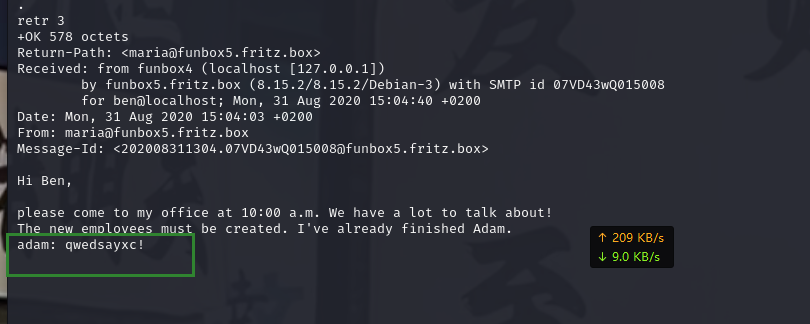 .
retr 3
+OK 578 octets
Return-Path: <maria@funbox5.fritz.box>
Received: from funbox4 (localhost [127.0.0.1])
        by funbox5.fritz.box (8.15.2/8.15.2/Debian-3) with SMTP id 07VD43wQ015008
        for ben@localhost; Mon, 31 Aug 2020 15:04:40 +0200
Date: Mon, 31 Aug 2020 15:04:03 +0200
From: maria@funbox5.fritz.box
Message-Id: <202008311304.07VD43wQ015008@funbox5.fritz.box>

Hi Ben,

please come to my office at 10:00 a.m. We have a lot to talk about!
The new employees must be created. I've already finished Adam.
adam: qwedsayxc!
↑ 209 KB/s
↓ 9.0 KB/s